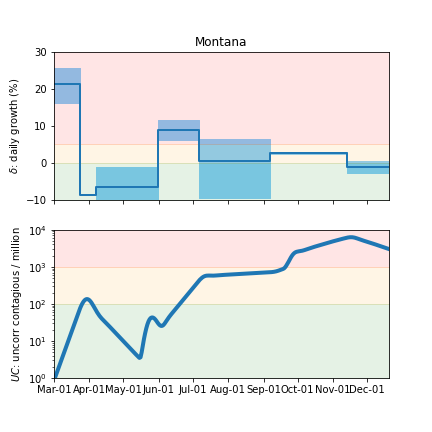 Montana
30
20
10
0
−10
δ: daily growth (%)
10⁴
10³
10²
10¹
10⁰
UC: uncorr contagious / million
Mar-01 Apr-01 May-01 Jun-01 Jul-01 Aug-01 Sep-01 Oct-01 Nov-01 Dec-01